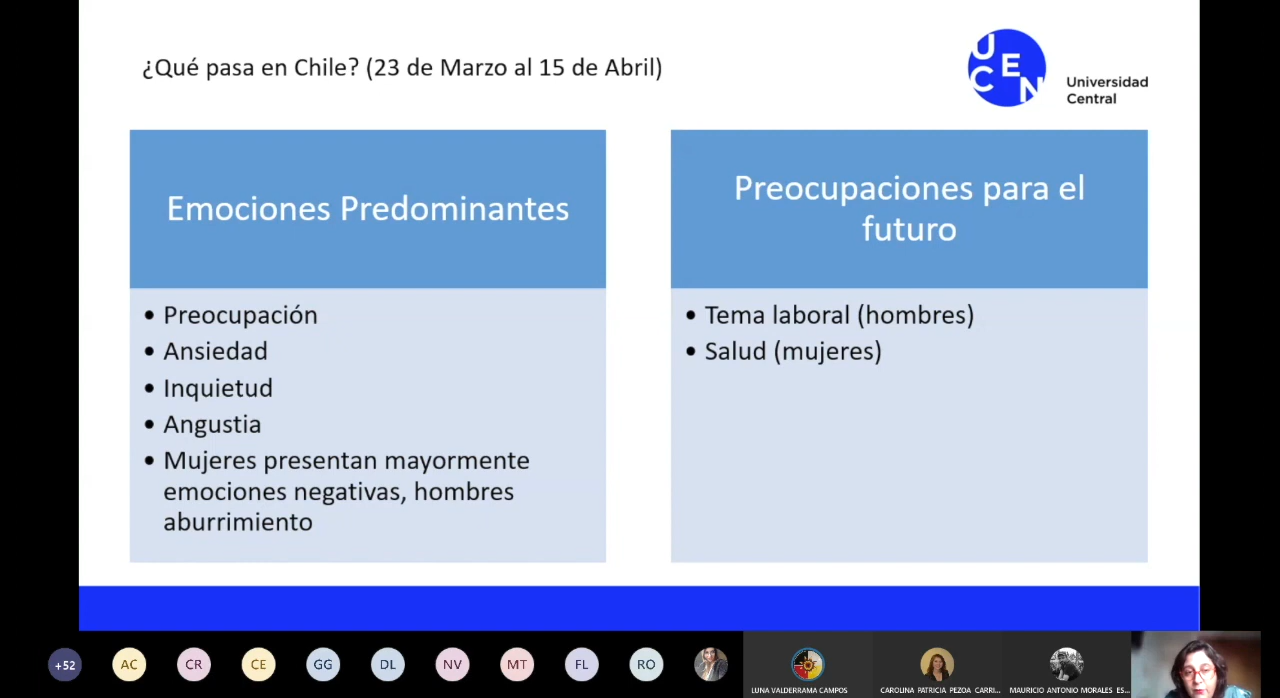 ¿Qué pasa en Chile? (23 de Marzo al 15 de Abril)
U
C E
N
Universidad
Central
Emociones Predominantes
• Preocupación
• Ansiedad
• Inquietud
• Angustia
• Mujeres presentan mayormente
emociones negativas, hombres
aburrimiento
Preocupaciones para el
futuro
• Tema laboral (hombres)
• Salud (mujeres)
+52
AC
CR
CE
GG
DL
NV
MT
FL
RO
LUNA VALDERRAMA CAMPOS
CAROLINA PATRICIA PEZOA CARRI...
MAURICIO ANTONIO MORALES ES...